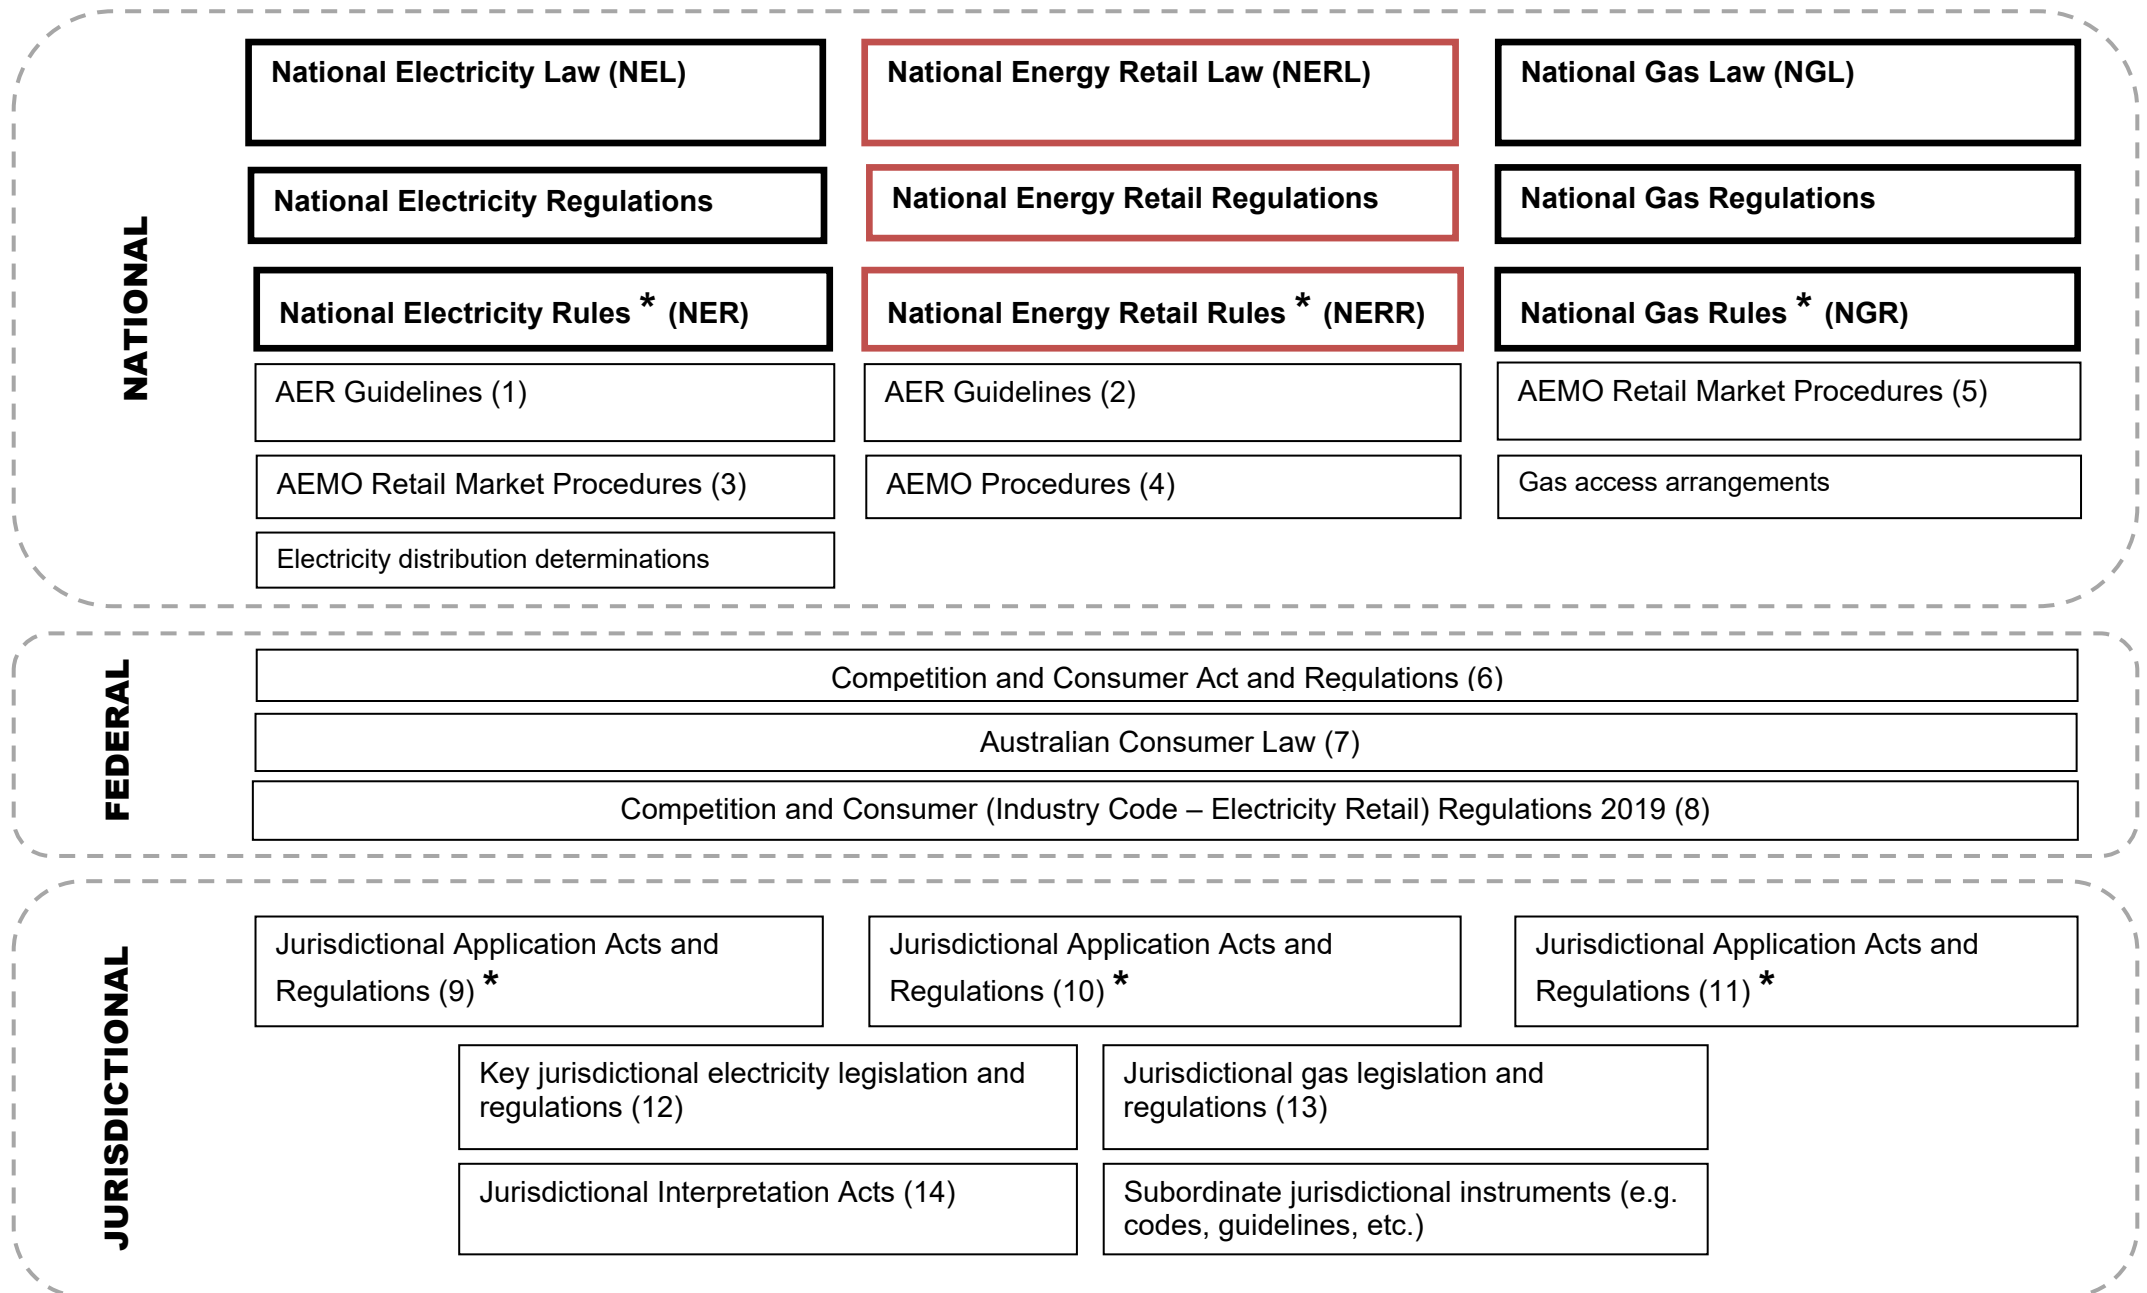 NATIONAL
National Electricity Law (NEL)
National Energy Retail Law (NERL)
National Gas Law (NGL)
National Electricity Regulations
National Energy Retail Regulations
National Gas Regulations
National Electricity Rules * (NER)
National Energy Retail Rules * (NERR)
National Gas Rules * (NGR)
AER Guidelines (1)
AER Guidelines (2)
AEMO Retail Market Procedures (5)
AEMO Retail Market Procedures (3)
AEMO Procedures (4)
Gas access arrangements
Electricity distribution determinations
FEDERAL
Competition and Consumer Act and Regulations (6)
Australian Consumer Law (7)
Competition and Consumer (Industry Code – Electricity Retail) Regulations 2019 (8)
JURISDICTIONAL
Jurisdictional Application Acts and
Regulations (9) *
Jurisdictional Application Acts and
Regulations (10) *
Jurisdictional Application Acts and
Regulations (11) *
Key jurisdictional electricity legislation and
regulations (12)
Jurisdictional gas legislation and
regulations (13)
Jurisdictional Interpretation Acts (14)
Subordinate jurisdictional instruments (e.g.
codes, guidelines, etc.)